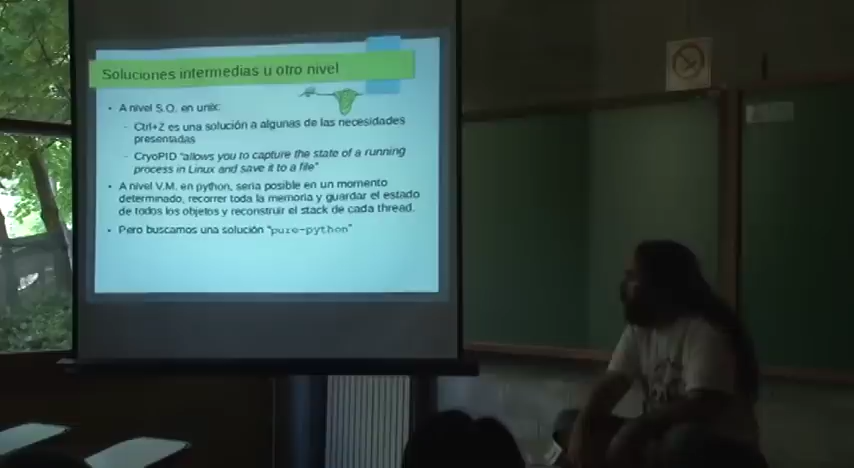 Soluciones intermedias u otro nivel
• A nivel S.O. en unix:
– Ctrl+Z es una solución a algunas de las necesidades
presentadas
– CryoPID "allows you to capture the state of a running
process in Linux and save it to a file"
• A nivel V.M. en python, seria posible en un momento
determinado, recorrer toda la memoria y guardar el estado
de todos los objetos y reconstruir el stack de cada thread.
• Pero buscamos una solución "pure-python"